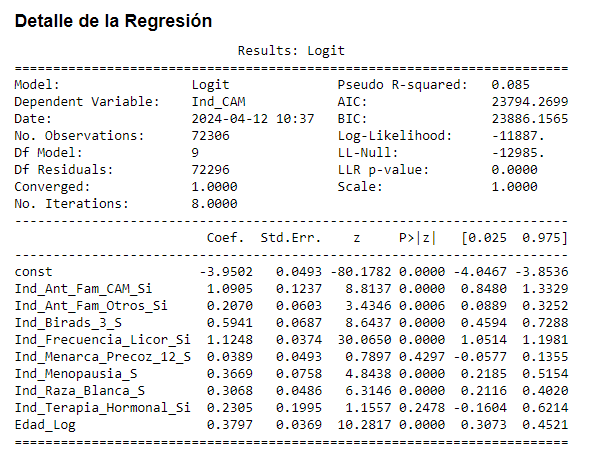 Detalle de la Regresión
Results: Logit
=================================================================
Model: Logit Pseudo R-squared: 0.085
Dependent Variable: Ind_CAM AIC: 23794.2699
Date: 2024-04-12 10:37 BIC: 23886.1565
No. Observations: 72306 Log-Likelihood: -11887.
Df Model: 9 LL-Null: -12985.
Df Residuals: 72296 LLR p-value: 0.0000
Converged: 1.0000 Scale: 1.0000
No. Iterations: 8.0000
-----------------------------------------------------------------
Coef. Std.Err. z P>|z| [0.025 0.975]
-----------------------------------------------------------------
const -3.9502 0.0493 -80.1782 0.0000 -4.0467 -3.8536
Ind_Ant_Fam_CAM_Si 1.0905 0.1237 8.8137 0.0000 0.8480 1.3329
Ind_Ant_Fam_Otros_Si 0.2070 0.0603 3.4346 0.0006 0.0889 0.3252
Ind_Birads_3_S 0.5941 0.0687 8.6437 0.0000 0.4594 0.7288
Ind_Frecuencia_Licor_Si 1.1248 0.0374 30.0650 0.0000 1.0514 1.1981
Ind_Menarca_Precoz_12_S 0.0389 0.0493 0.7897 0.4297 -0.0577 0.1355
Ind_Menopausia_S 0.3669 0.0758 4.8438 0.0000 0.2185 0.5154
Ind_Raza_Blanca_S 0.3068 0.0486 6.3146 0.0000 0.2116 0.4020
Ind_Terapia_Hormonal_Si 0.2305 0.1995 1.1557 0.2478 -0.1604 0.6214
Edad_Log 0.3797 0.0369 10.2817 0.0000 0.3073 0.4521
=================================================================